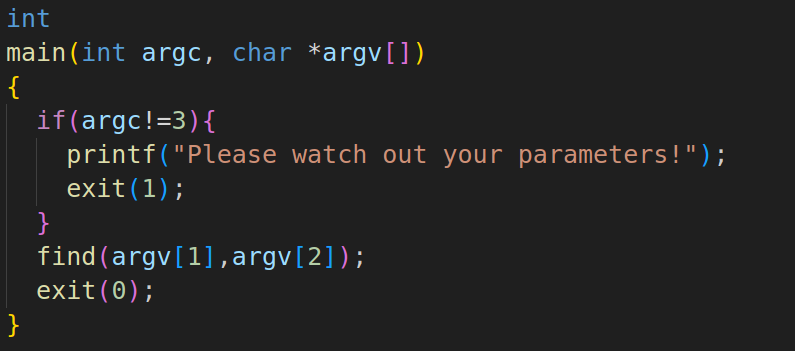 int
main(int argc, char *argv[])
{
  if(argc!=3){
    printf("Please watch out your parameters!");
    exit(1);
  }
  find(argv[1],argv[2]);
  exit(0);
}